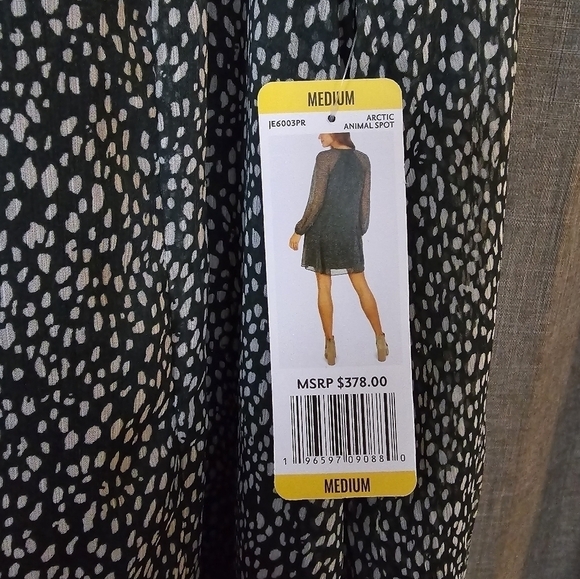 MEDIUM
JE6003PR
ARCTIC
ANIMAL SPOT
MSRP $378.00
1 96597 09088 0
MEDIUM